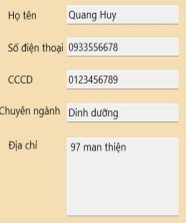 Họ tên Quang Huy
Số điện thoại 0933556678
CCCD 0123456789
Chuyên ngành Dinh dưỡng
Địa chỉ 97 man thiện